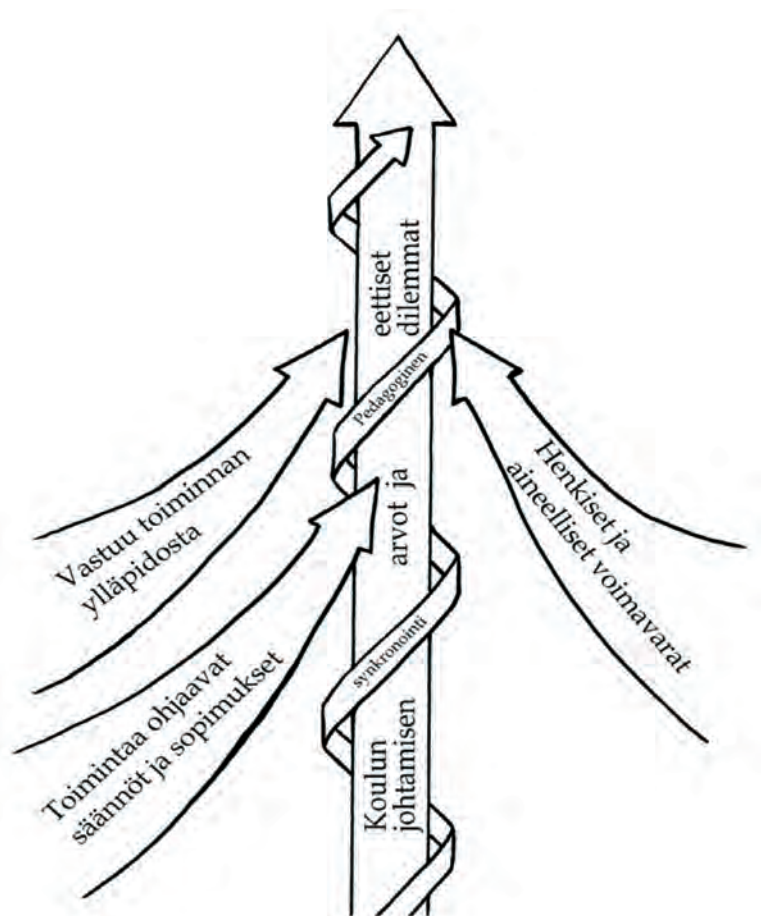 eettiset
dilemmat
Pedagoginen
arvot ja
synkronointi
Koulun
johtamisen
Vastuu toiminnan
ylläpidosta
Toimintaa ohjaavat
säännöt ja sopimukset
Henkiset ja
aineelliset voimavarat